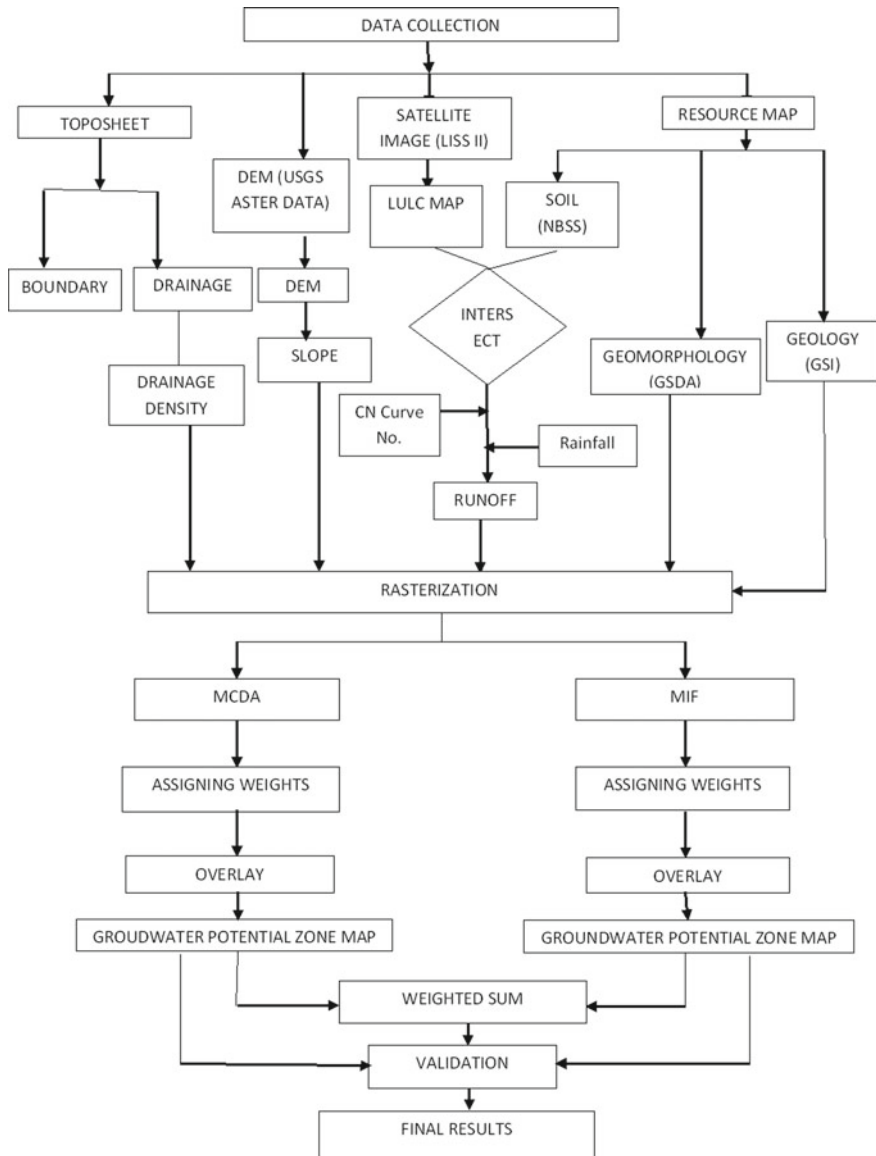 DATA COLLECTION
TOPOSHEET
SATELLITE
IMAGE (LISS II)
RESOURCE MAP
DEM (USGS
ASTER DATA)
LULC MAP
SOIL
(NBSS)
BOUNDARY
DRAINAGE
DEM
INTERS
ECT
SLOPE
GEOMORPHOLOGY
(GSDA)
GEOLOGY
(GSI)
DRAINAGE
DENSITY
CN Curve
No.
Rainfall
RUNOFF
RASTERIZATION
MCDA
MIF
ASSIGNING WEIGHTS
ASSIGNING WEIGHTS
OVERLAY
OVERLAY
GROUDWATER POTENTIAL ZONE MAP
GROUNDWATER POTENTIAL ZONE MAP
WEIGHTED SUM
VALIDATION
FINAL RESULTS